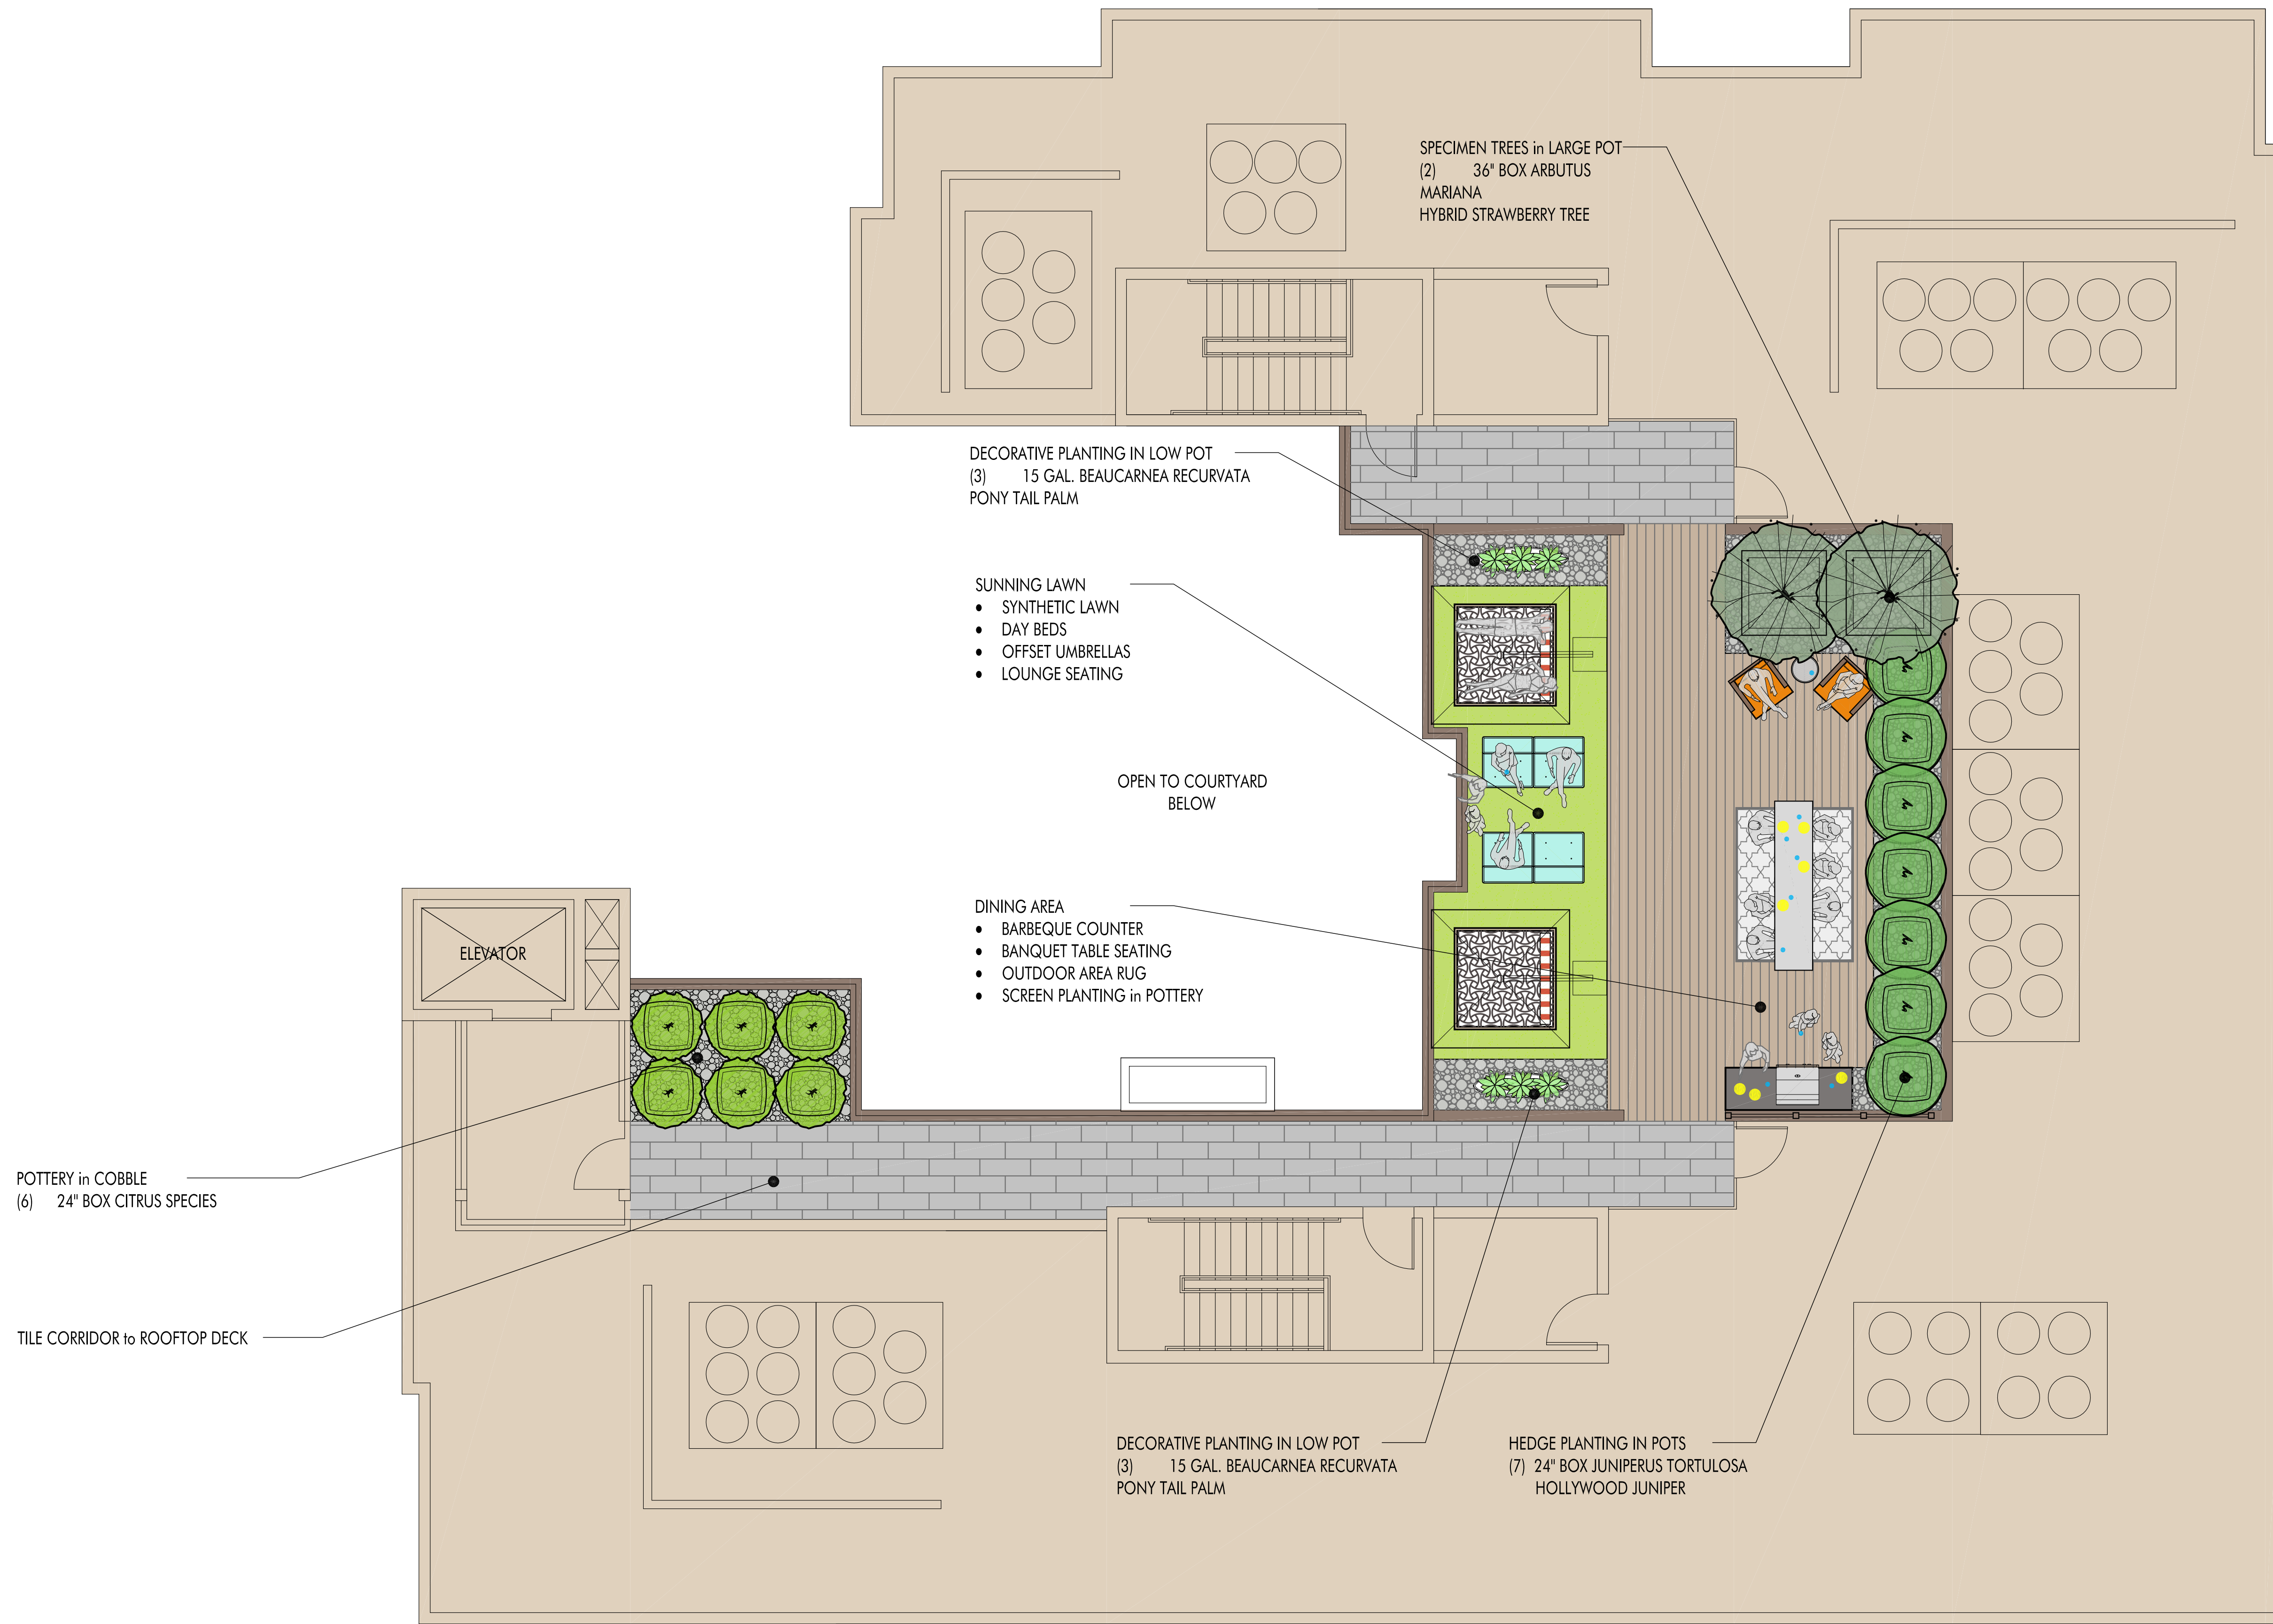 SPECIMEN TREES in LARGE POT
(2) 36" BOX ARBUTUS
MARIANA
HYBRID STRAWBERRY TREE
DECORATIVE PLANTING IN LOW POT
(3) 15 GAL. BEAUCARNEA RECURVATA
PONY TAIL PALM
SUNNING LAWN
• SYNTHETIC LAWN
• DAY BEDS
• OFFSET UMBRELLAS
• LOUNGE SEATING
OPEN TO COURTYARD
BELOW
DINING AREA
• BARBEQUE COUNTER
• BANQUET TABLE SEATING
• OUTDOOR AREA RUG
• SCREEN PLANTING in POTTERY
ELEVATOR
POTTERY in COBBLE
(6) 24" BOX CITRUS SPECIES
TILE CORRIDOR to ROOFTOP DECK
DECORATIVE PLANTING IN LOW POT
(3) 15 GAL. BEAUCARNEA RECURVATA
PONY TAIL PALM
HEDGE PLANTING IN POTS
(7) 24" BOX JUNIPERUS TORTULOSA
HOLLYWOOD JUNIPER